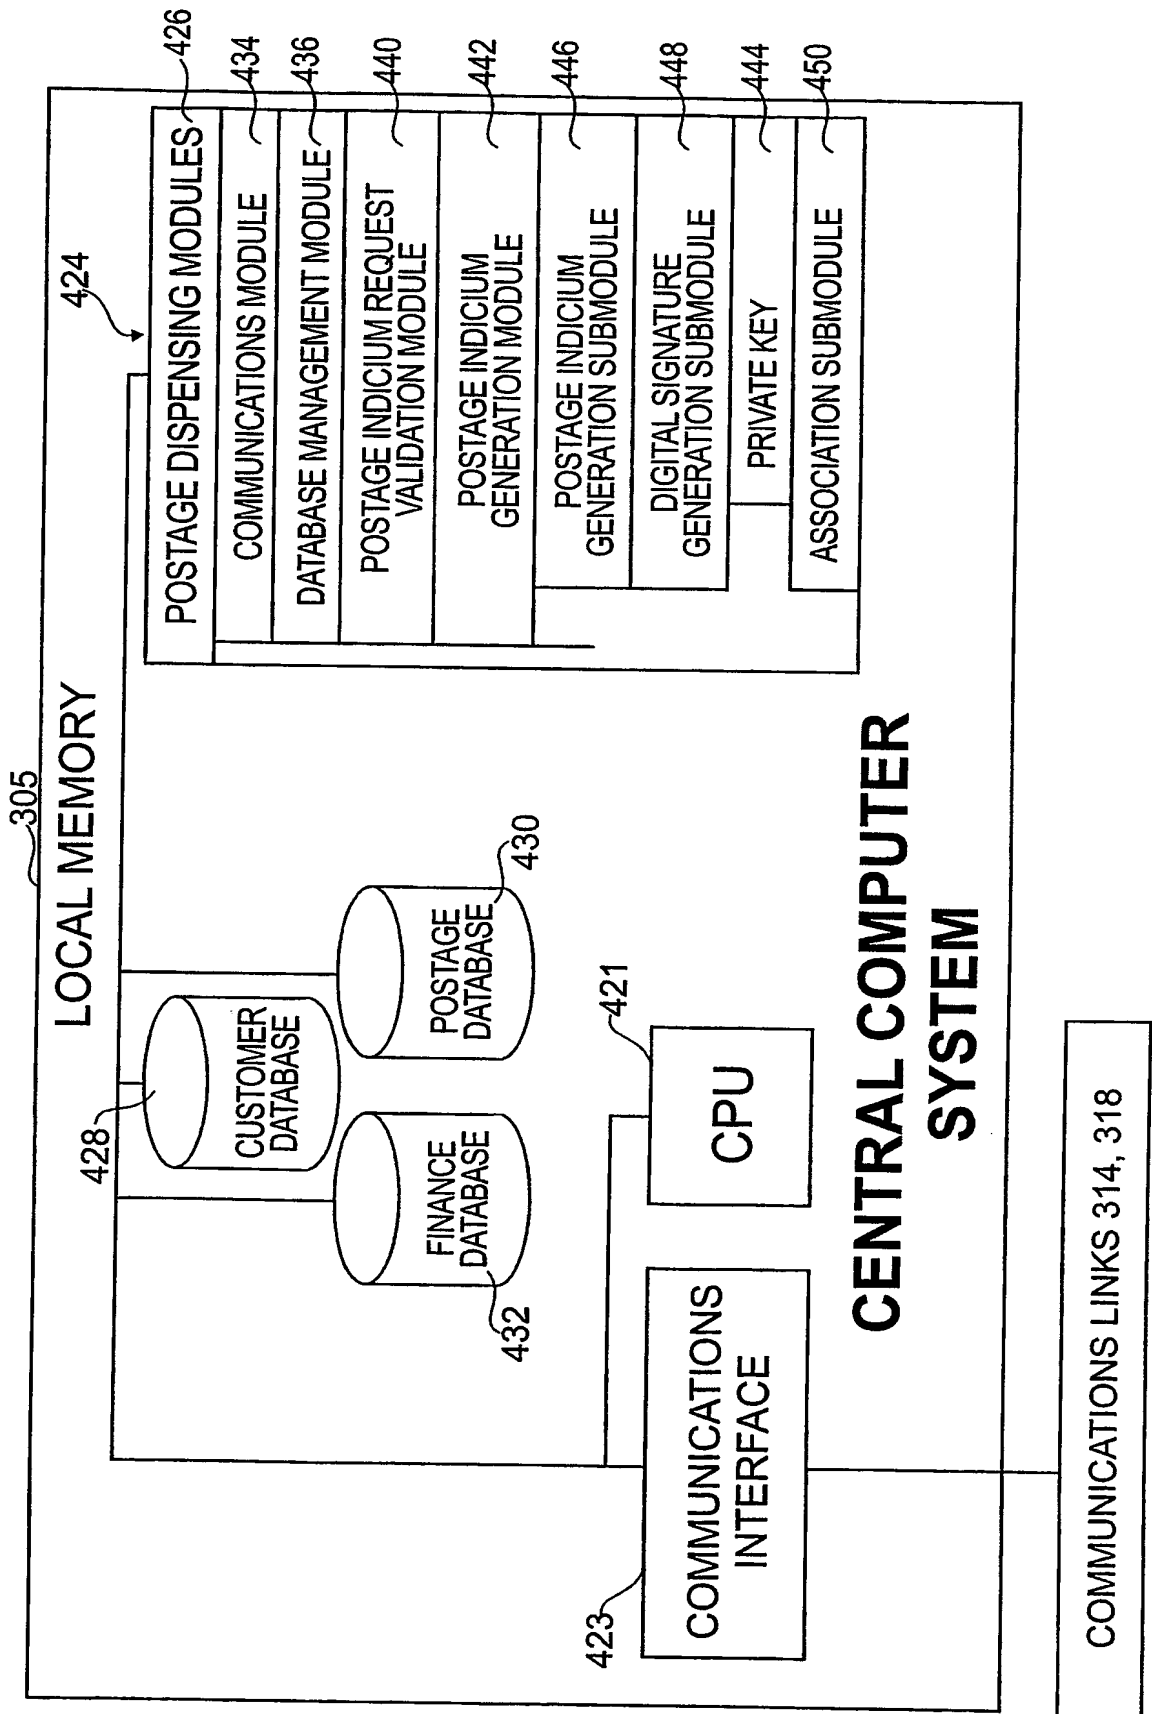 305
LOCAL MEMORY
424
POSTAGE DISPENSING MODULES
426
COMMUNICATIONS MODULE
434
DATABASE MANAGEMENT MODULE
436
POSTAGE INDICIUM REQUEST
VALIDATION MODULE
440
POSTAGE INDICIUM
GENERATION MODULE
442
POSTAGE INDICIUM
GENERATION SUBMODULE
446
DIGITAL SIGNATURE
GENERATION SUBMODULE
448
PRIVATE KEY
444
ASSOCIATION SUBMODULE
450
428
CUSTOMER
DATABASE
FINANCE
DATABASE
432
POSTAGE
DATABASE
430
423
COMMUNICATIONS
INTERFACE
421
CPU
CENTRAL COMPUTER
SYSTEM
COMMUNICATIONS LINKS 314, 318